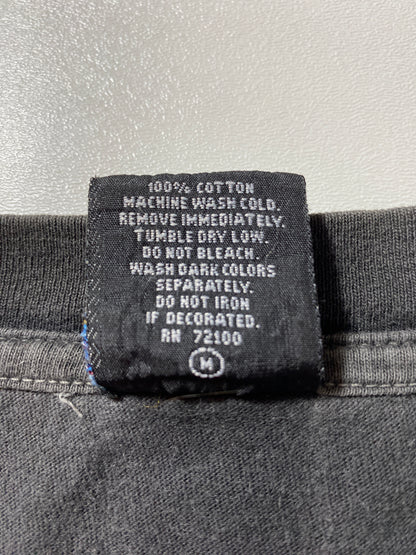 100% COTTON
MACHINE WASH COLD.
REMOVE IMMEDIATELY.
TUMBLE DRY LOW.
DO NOT BLEACH.
WASH DARK COLORS
SEPARATELY.
DO NOT IRON
IF DECORATED.
RN 72100
M